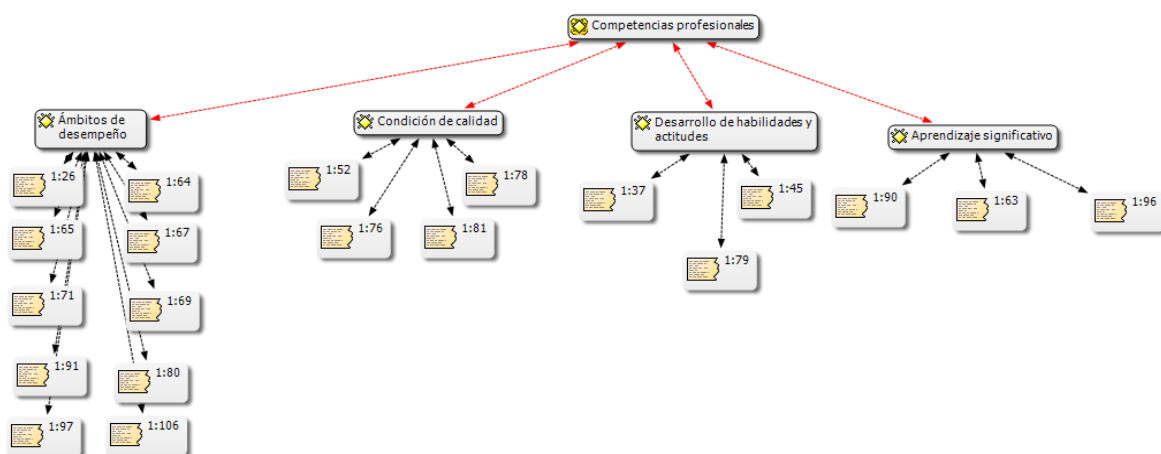 Competencias profesionales
Ámbitos de
desempeño
Condición de calidad
Desarrollo de habilidades y
actitudes
Aprendizaje significativo
1:26
1:64
1:65
1:67
1:71
1:69
1:91
1:80
1:97
1:106
1:52
1:78
1:76
1:81
1:37
1:45
1:79
1:90
1:63
1:96